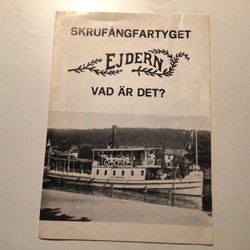 SKRUFÅNGFARTYGET
EJDERN
VAD ÄR DET?